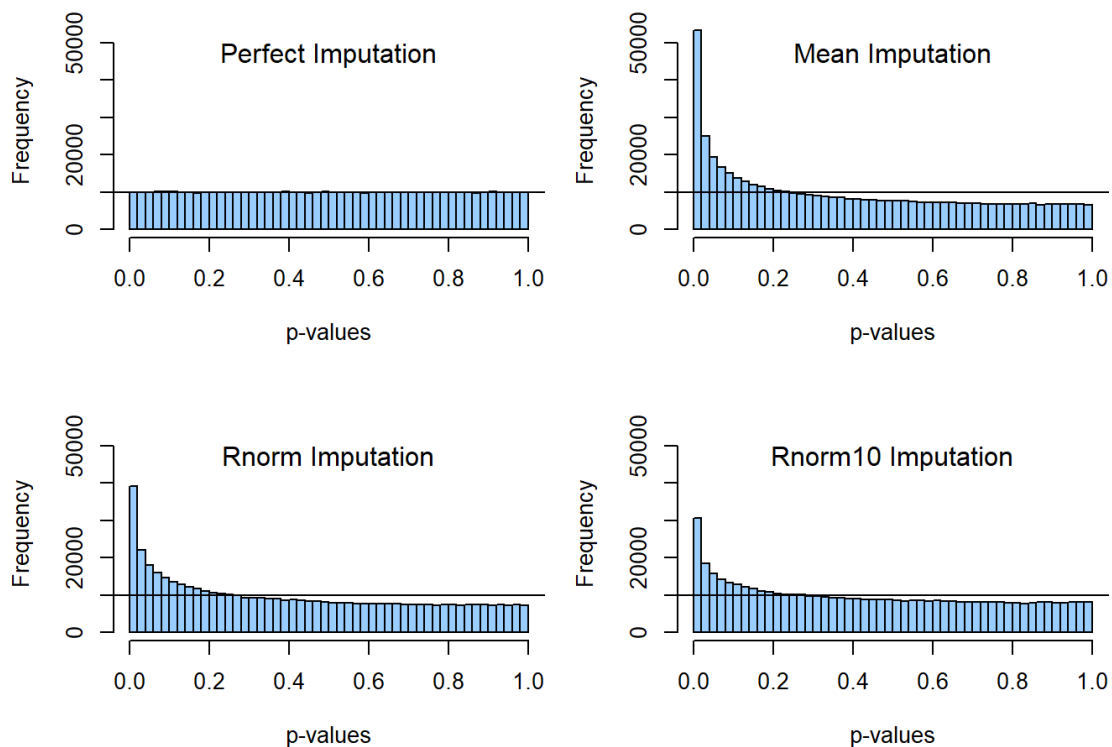 Perfect Imputation
Frequency
0 20000 50000
0.0 0.2 0.4 0.6 0.8 1.0
p-values
Mean Imputation
Frequency
0 20000 50000
0.0 0.2 0.4 0.6 0.8 1.0
p-values
Rnorm Imputation
Frequency
0 20000 50000
0.0 0.2 0.4 0.6 0.8 1.0
p-values
Rnorm10 Imputation
Frequency
0 20000 50000
0.0 0.2 0.4 0.6 0.8 1.0
p-values